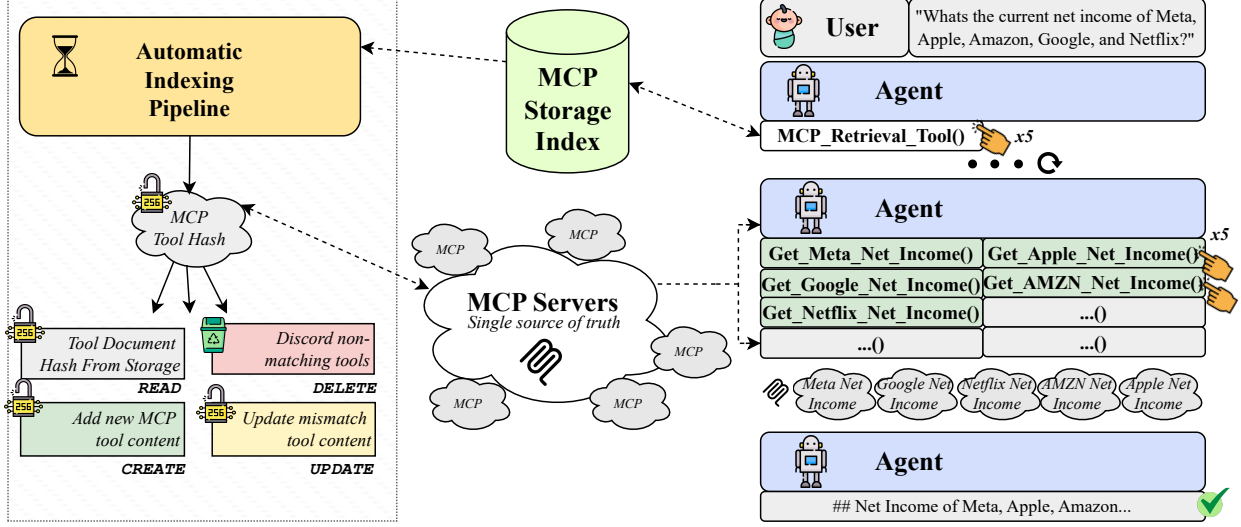 Automatic
Indexing
Pipeline
256
MCP
Tool Hash
256
Tool Document
Hash From Storage
READ
Discord non-
matching tools
DELETE
256
Add new MCP
tool content
CREATE
256
Update mismatch
tool content
UPDATE
MCP
Storage
Index
MCP
MCP
MCP Servers
Single source of truth
MCP
MCP
MCP
User
"Whats the current net income of Meta,
Apple, Amazon, Google, and Netflix?"
Agent
MCP_Retrieval_Tool()
x5
Agent
x5
Get_Meta_Net_Income()
Get_Apple_Net_Income()
Get_Google_Net_Income()
Get_AMZN_Net_Income()
Get_Netflix_Net_Income()
...()
...()
...()
Meta Net
Income
Google Net
Income
Netflix Net
Income
AMZN Net
Income
Apple Net
Income
Agent
## Net Income of Meta, Apple, Amazon...